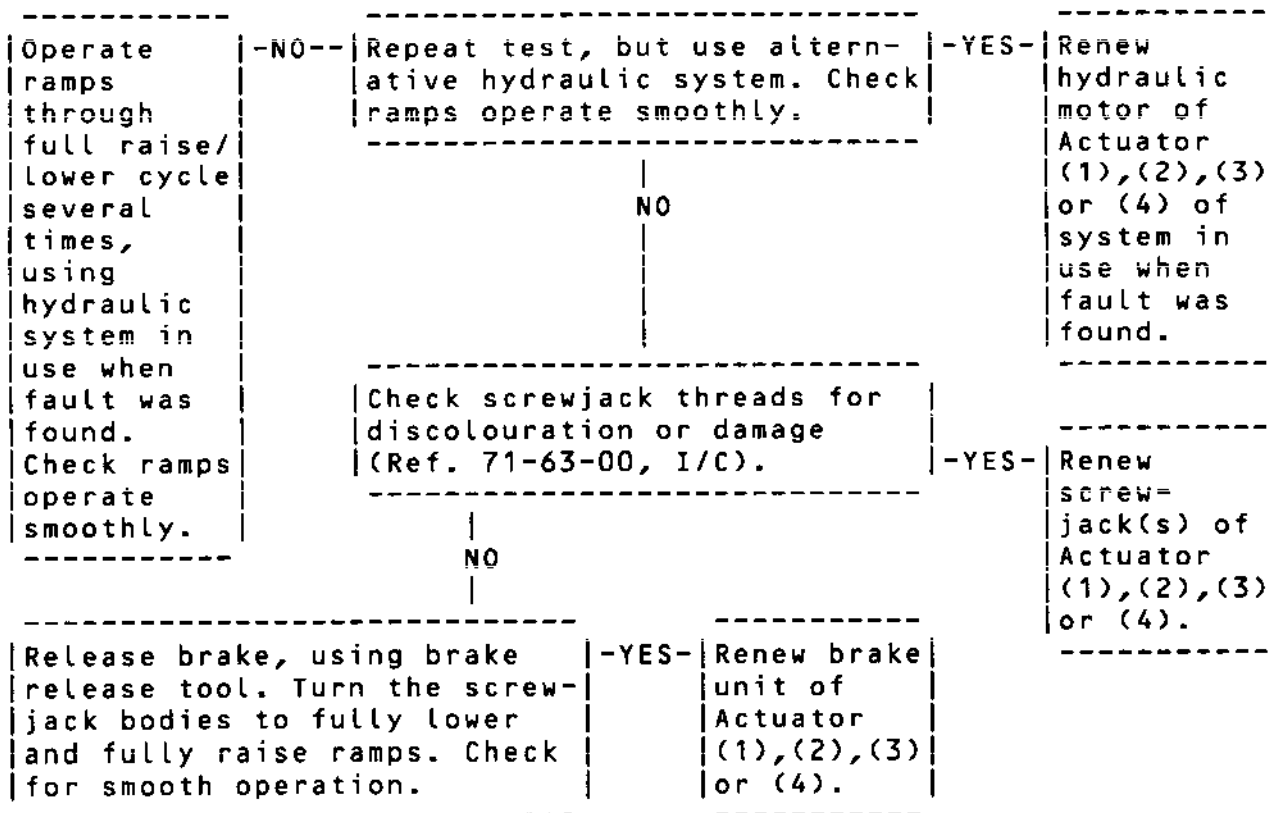 Operate
ramps
through
full raise/
lower cycle
several
times,
using
hydraulic
system in
use when
fault was
found.
Check ramps
operate
smoothly.
-NO--
Repeat test, but use altern-
ative hydraulic system. Check
ramps operate smoothly.
-YES-
Renew
hydraulic
motor of
Actuator
(1),(2),(3)
or (4) of
system in
use when
fault was
found.
NO
Check screwjack threads for
discolouration or damage
(Ref. 71-63-00, I/C).
-YES-
Renew
screw=
jack(s) of
Actuator
(1),(2),(3)
or (4).
NO
Release brake, using brake
release tool. Turn the screw-
jack bodies to fully lower
and fully raise ramps. Check
for smooth operation.
-YES-
Renew brake
unit of
Actuator
(1),(2),(3)
or (4).